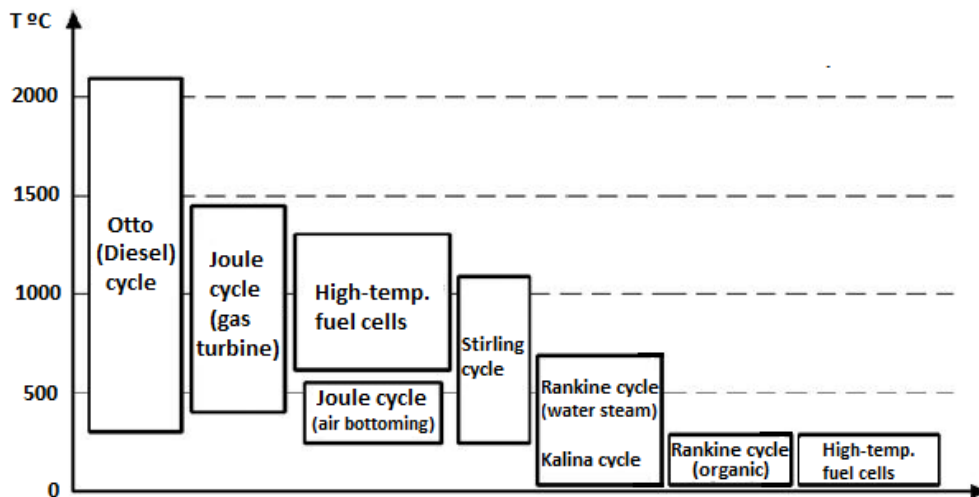 T ºC
2000
1500
1000
500
0
Otto
(Diesel)
cycle
Joule
cycle
(gas
turbine)
High-temp.
fuel cells
Joule cycle
(air bottoming)
Stirling
cycle
Rankine cycle
(water steam)
Kalina cycle
Rankine cycle
(organic)
High-temp.
fuel cells